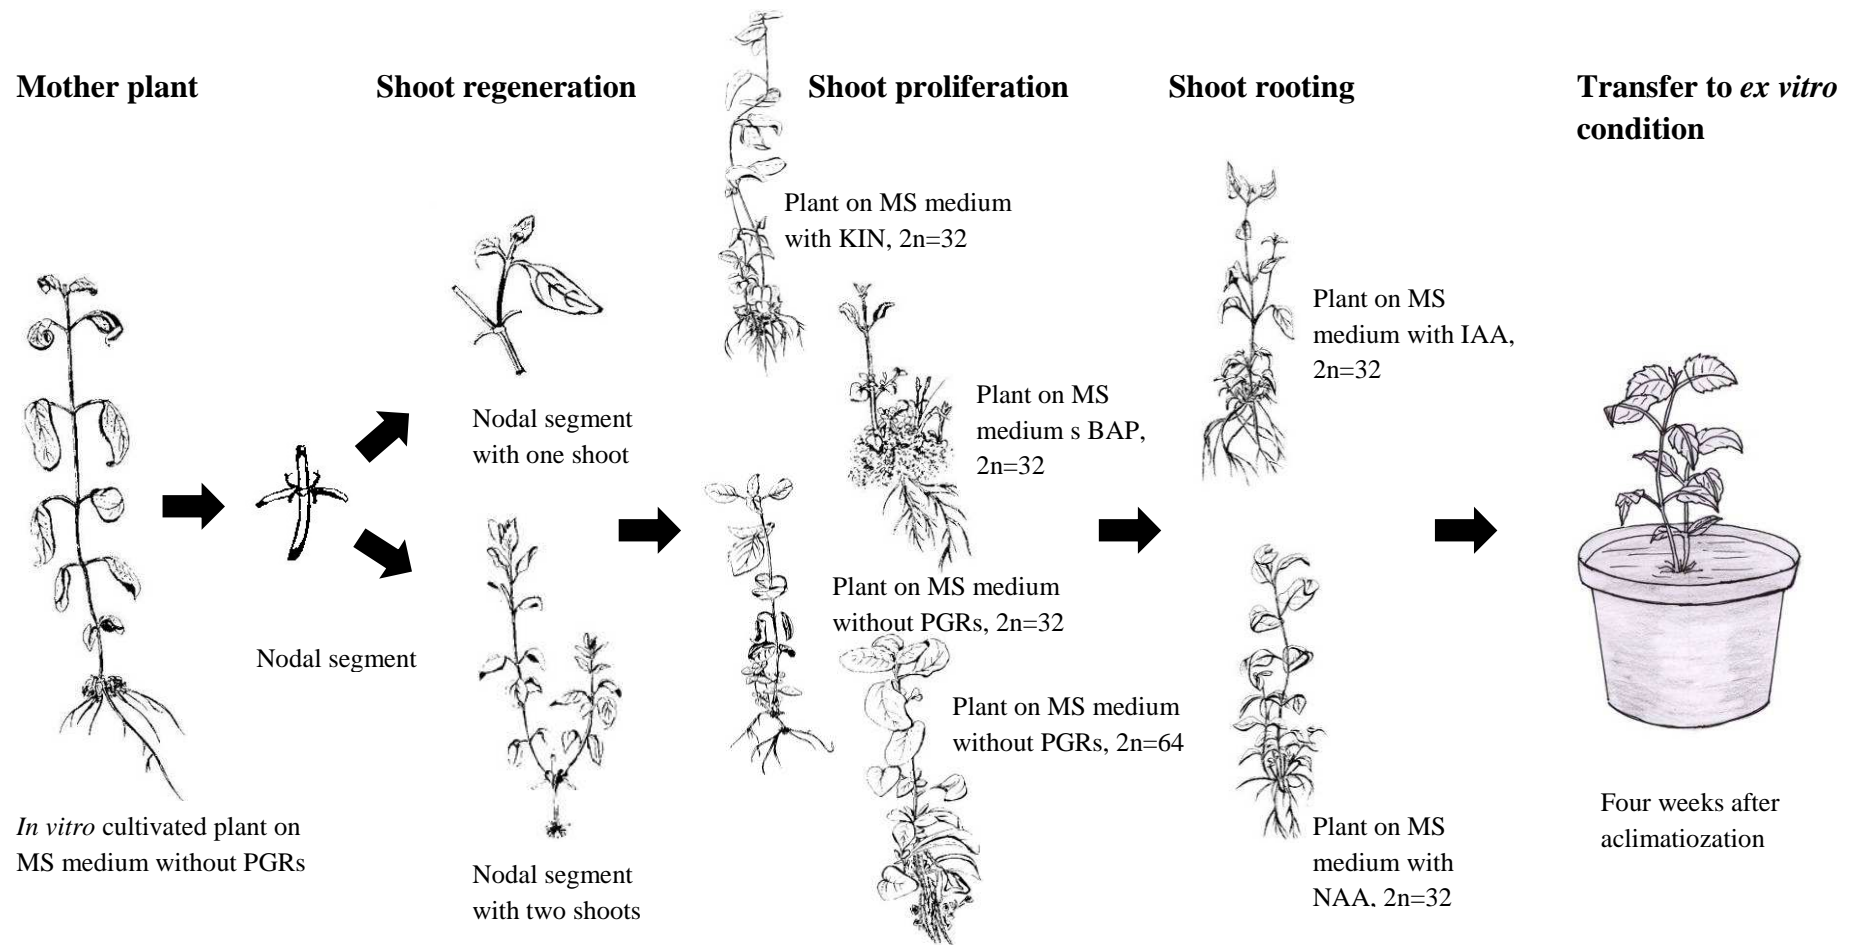 Mother plant
Shoot regeneration
Shoot proliferation
Shoot rooting
Transfer to ex vitro
condition
Plant on MS medium
with KIN, 2n=32
Plant on MS
medium with IAA,
2n=32
Plant on MS
medium s BAP,
2n=32
Nodal segment
with one shoot
Plant on MS medium
without PGRs, 2n=32
Nodal segment
Plant on MS medium
without PGRs, 2n=64
In vitro cultivated plant on
MS medium without PGRs
Nodal segment
with two shoots
Plant on MS
medium with
NAA, 2n=32
Four weeks after
aclimatiozation